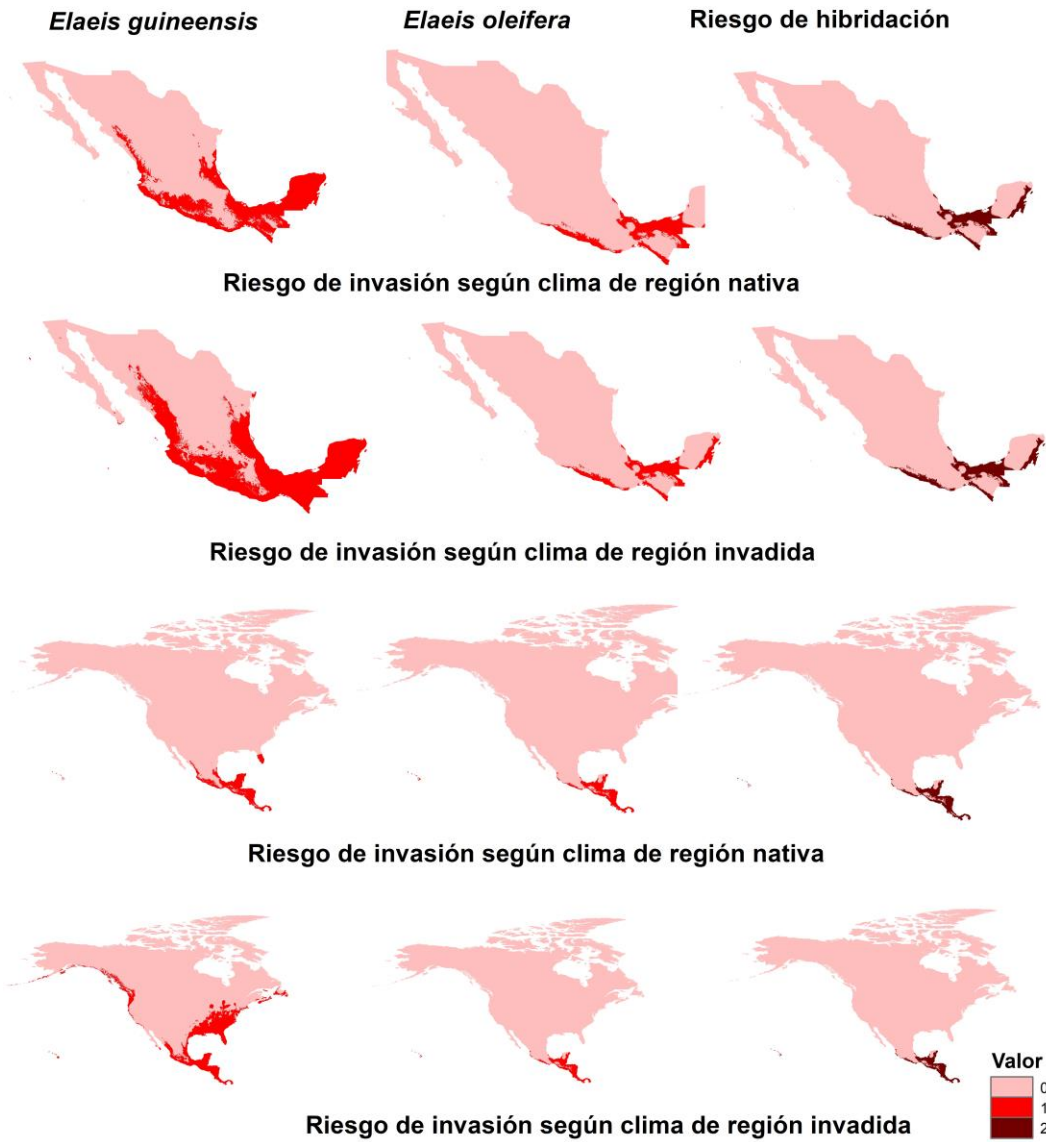 Elaeis guineensis
Elaeis oleifera
Riesgo de hibridación
Riesgo de invasión según clima de región nativa
Riesgo de invasión según clima de región invadida
Riesgo de invasión según clima de región nativa
Riesgo de invasión según clima de región invadida
Valor
0
1
2